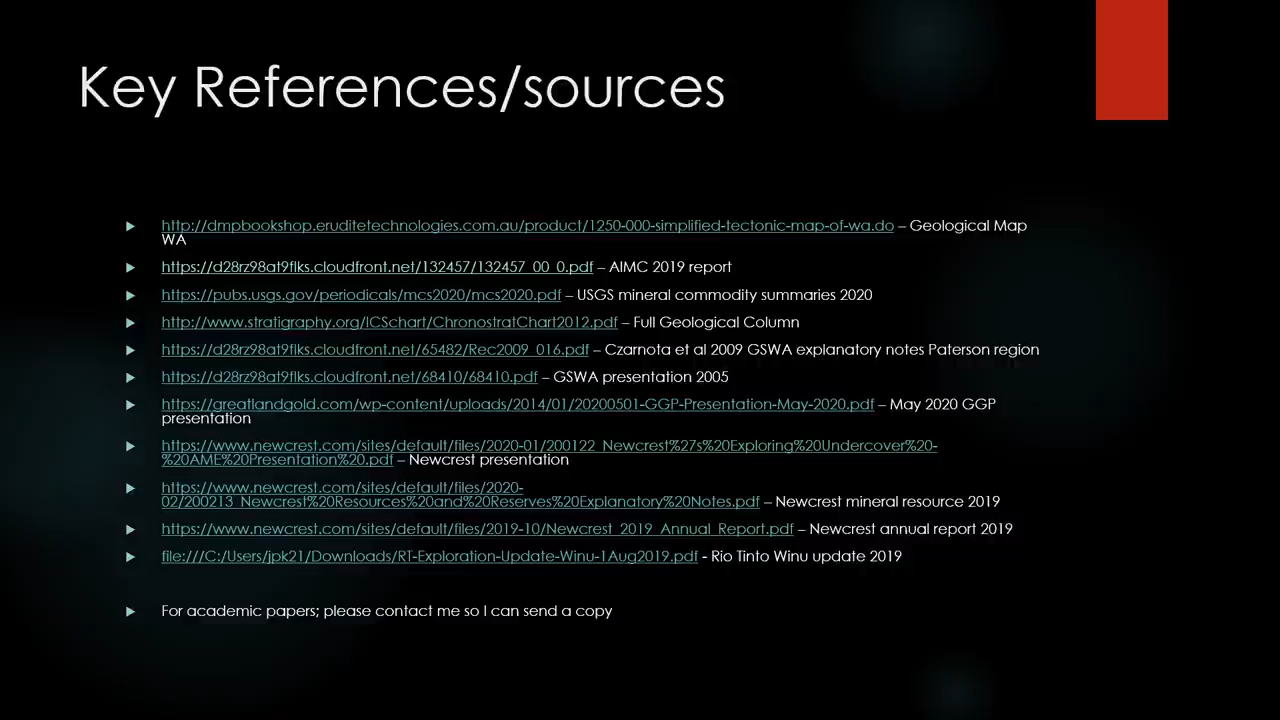 Key References/sources
http://dmpbookshop.eruditetechnologies.com.au/product/1250-000-simplified-tectonic-map-of-wa.do – Geological Map
WA
https://d28rz98at9flks.cloudfront.net/132457/132457_00_0.pdf – AIMC 2019 report
https://pubs.usgs.gov/periodicals/mcs2020/mcs2020.pdf – USGS mineral commodity summaries 2020
http://www.stratigraphy.org/ICSchart/ChronostratChart2012.pdf – Full Geological Column
https://d28rz98at9flks.cloudfront.net/65482/Rec2009_016.pdf – Czarnota et al 2009 GSWA explanatory notes Paterson region
https://d28rz98at9flks.cloudfront.net/68410/68410.pdf – GSWA presentation 2005
https://greatlandgold.com/wp-content/uploads/2014/01/20200501-GGP-Presentation-May-2020.pdf – May 2020 GGP
presentation
https://www.newcrest.com/sites/default/files/2020-01/200122_Newcrest%27s%20Exploring%20Undercover%20-
%20AME%20Presentation%20.pdf – Newcrest presentation
https://www.newcrest.com/sites/default/files/2020-
02/200213_Newcrest%20Resources%20and%20Reserves%20Explanatory%20Notes.pdf – Newcrest mineral resource 2019
https://www.newcrest.com/sites/default/files/2019-10/Newcrest_2019_Annual_Report.pdf – Newcrest annual report 2019
file:///C:/Users/jpk21/Downloads/RT-Exploration-Update-Winu-1Aug2019.pdf - Rio Tinto Winu update 2019
For academic papers; please contact me so I can send a copy